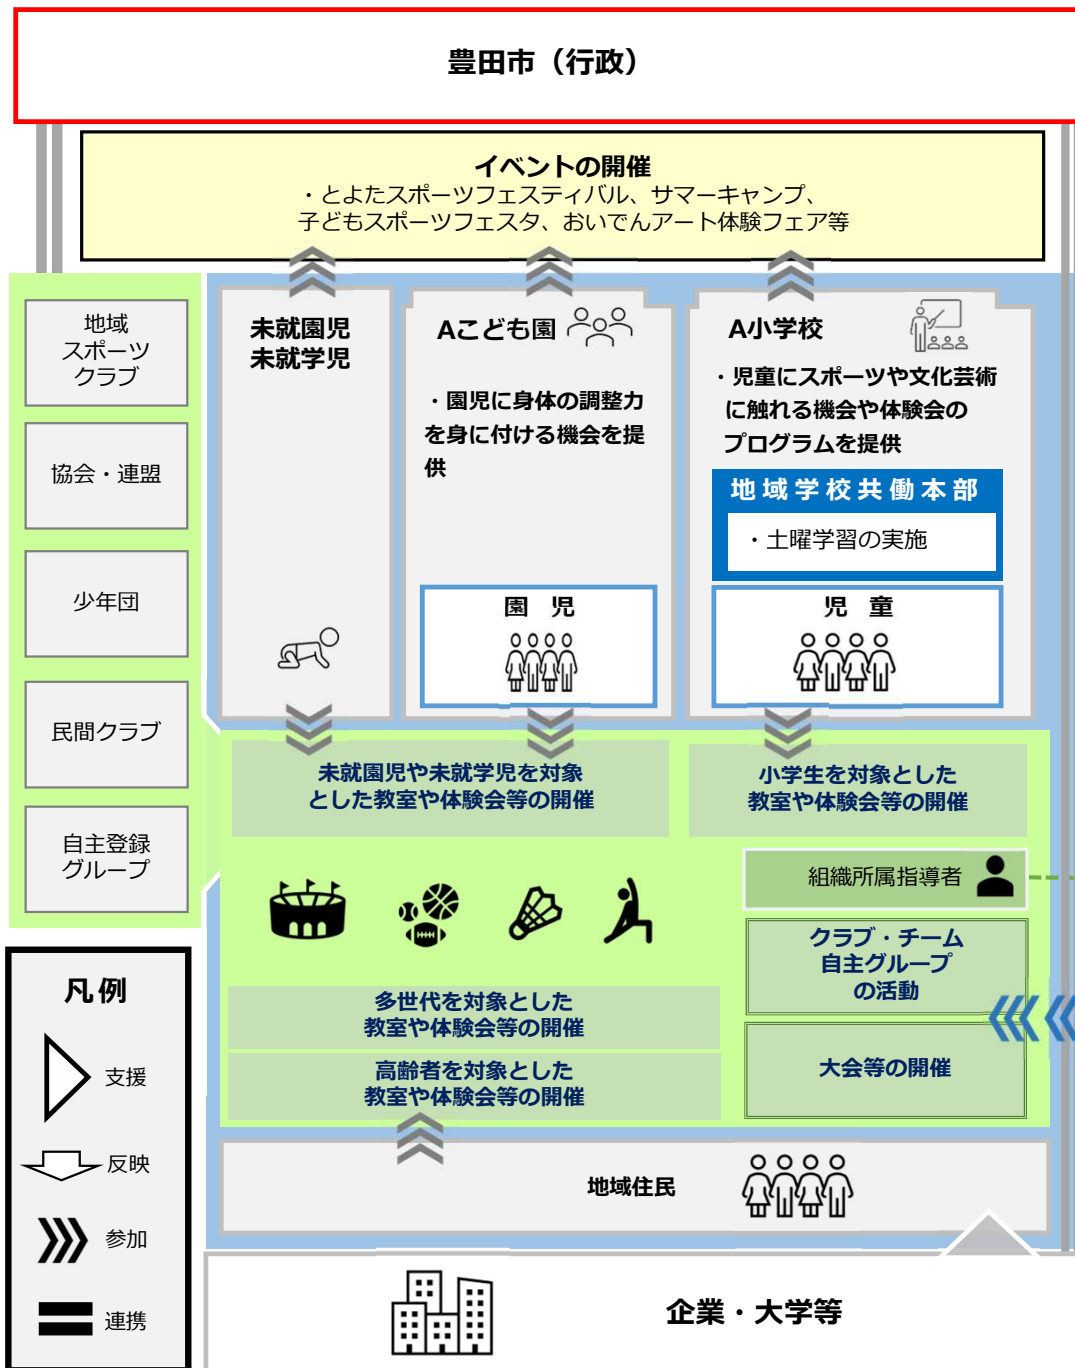 豊田市（行政）
イベントの開催
・とよたスポーツフェスティバル、サマーキャンプ、
子どもスポーツフェスタ、おいでんアート体験フェア等
地域
スポーツ
クラブ
協会・連盟
少年団
民間クラブ
自主登録
グループ
未就園児
未就学児
Aこども園
・園児に身体の調整力
を身に付ける機会を提
供
園　児
A小学校
・児童にスポーツや文化芸術
に触れる機会や体験会の
プログラムを提供
地域学校共働本部
・土曜学習の実施
児　童
未就園児や未就学児を対象
とした教室や体験会等の開催
小学生を対象とした
教室や体験会等の開催
組織所属指導者
クラブ・チーム
自主グループ
の活動
大会等の開催
多世代を対象とした
教室や体験会等の開催
高齢者を対象とした
教室や体験会等の開催
地域住民
企業・大学等
凡例
支援
反映
参加
連携